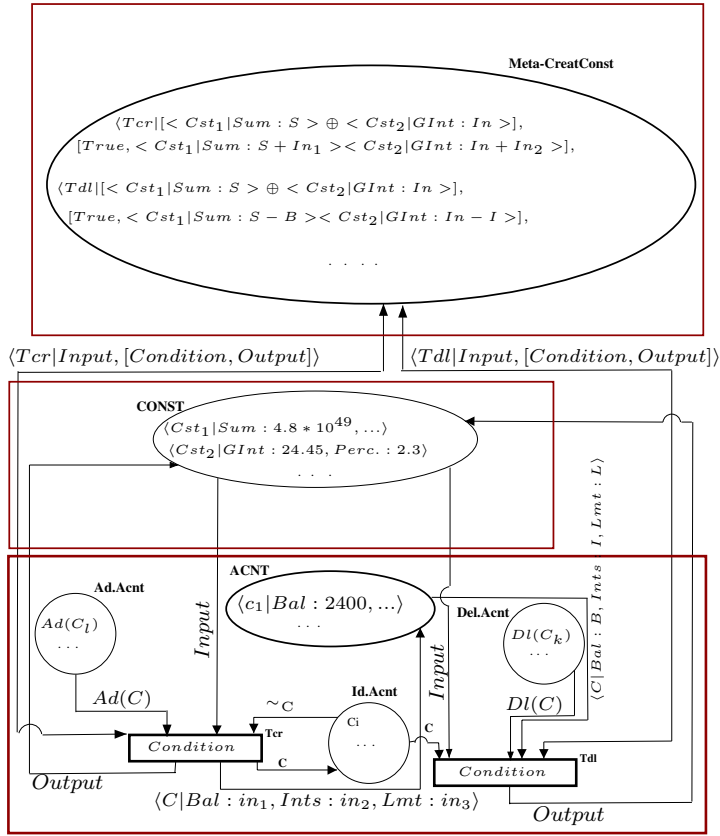 Meta-CreatConst
⟨Tcr|[< Cst₁|Sum : S > ⊕ < Cst₂|GInt : In >],
[True, < Cst₁|Sum : S + In₁ >< Cst₂|GInt : In + In₂ >],
⟨Tdl|[< Cst₁|Sum : S > ⊕ < Cst₂|GInt : In >],
[True, < Cst₁|Sum : S − B >< Cst₂|GInt : In − I >],
. . . .
⟨Tcr|Input, [Condition, Output]⟩
⟨Tdl|Input, [Condition, Output]⟩
CONST
⟨Cst₁|Sum : 4.8 * 10⁴⁹, ...⟩
⟨Cst₂|GInt : 24.45, Perc. : 2.3⟩
. . .
⟨C|Bal : B, Ints : I, Lmt : L⟩
Ad.Acnt
Ad(Cₗ)
. . .
ACNT
⟨c₁|Bal : 2400, ...⟩
. . .
Del.Acnt
Dl(Cₖ)
...
Input
Input
Ad(C)
Id.Acnt
Ci
...
Dl(C)
∼C
C
C
Tcr
Condition
Tdl
Condition
Output
⟨C|Bal : in₁, Ints : in₂, Lmt : in₃⟩
Output